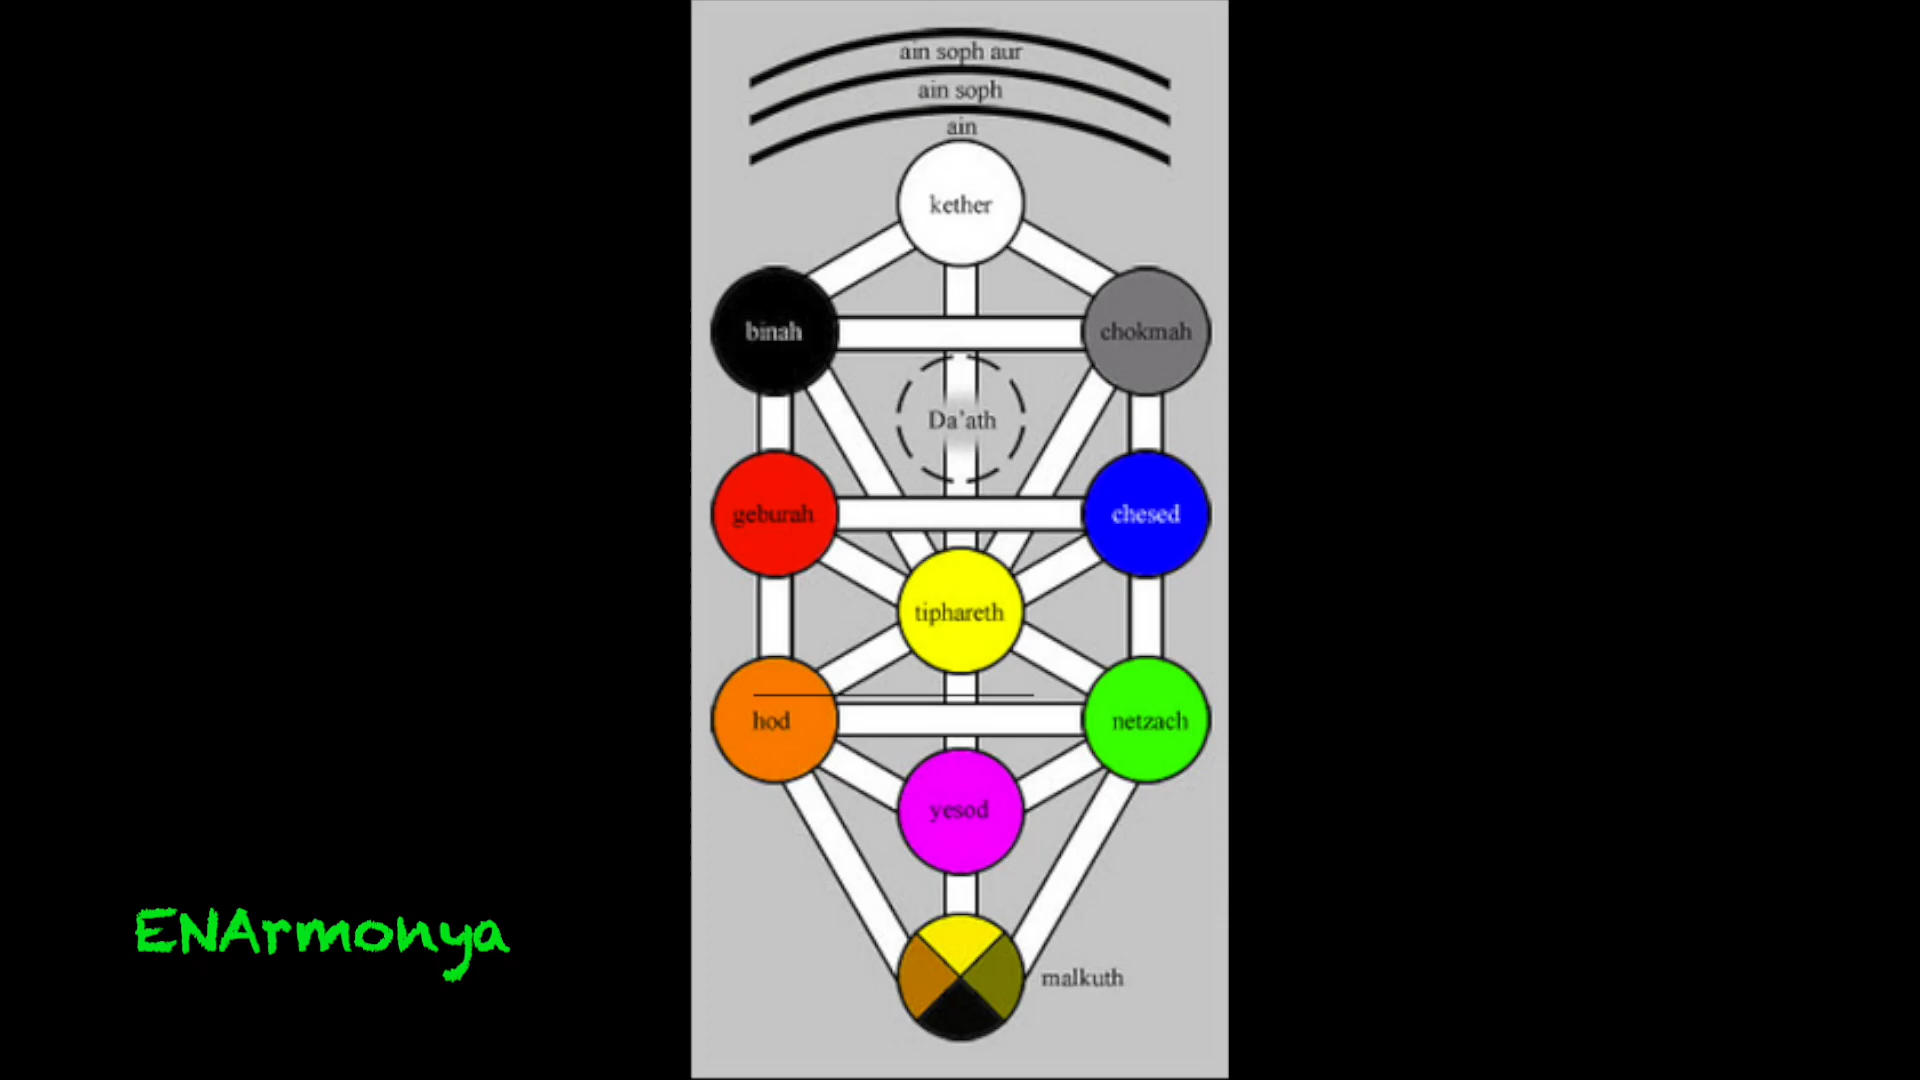 ain soph aur
ain soph
ain
kether
binah
chokmah
Da'ath
geburah
chesed
tiphareth
hod
netzach
yesod
malkuth
ENArmonya